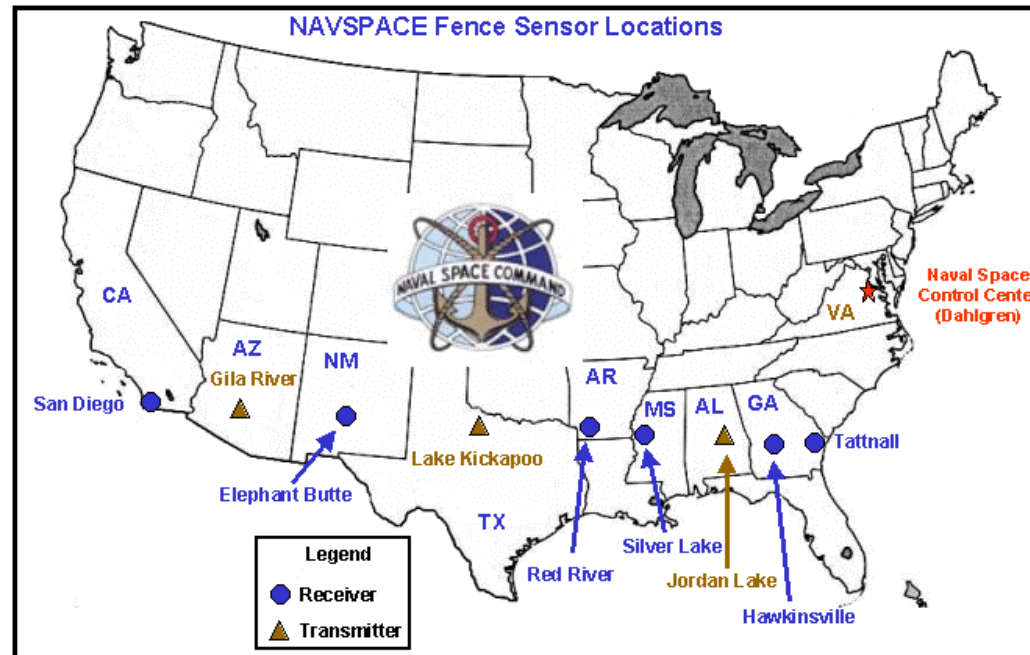 NAVSPACE Fence Sensor Locations
NAVAL SPACE COMMAND
CA
AZ
NM
TX
AR
MS
AL
GA
VA
Naval Space
Control Cente
(Dahlgren)
San Diego
Gila River
Elephant Butte
Lake Kickapoo
Red River
Silver Lake
Jordan Lake
Hawkinsville
Tattnall
Legend
Receiver
Transmitter